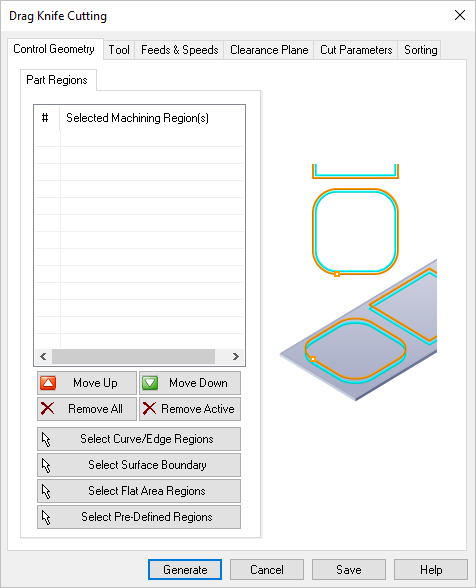 Drag Knife Cutting
Control Geometry Tool Feeds & Speeds Clearance Plane Cut Parameters Sorting
Part Regions
# Selected Machining Region(s)
Move Up Move Down
Remove All Remove Active
Select Curve/Edge Regions
Select Surface Boundary
Select Flat Area Regions
Select Pre-Defined Regions
Generate Cancel Save Help